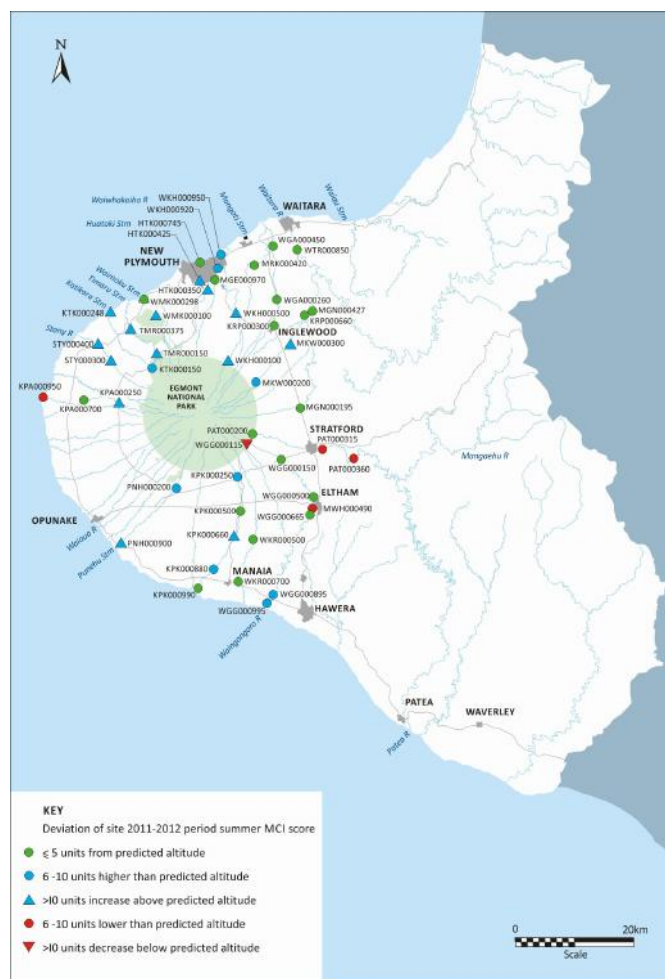 N
Waiwhakaiho R
WKH000950
WKH000920
Mangati Stm
Waitara R
WAITARA
Waiau Stm
Huatoki Stm
HTK000745
HTK000425
WGA000450
WTR000850
NEW
PLYMOUTH
MRK000420
MGE000970
Waimoku Stm
Timaru Stm
Katikara Stm
HTK000350
WMK000298
WGA000260
MGN000427
KTK000248
WMK000100
WKH000500
KRP000660
KRP000300
INGLEWOOD
Stony R
TMR000375
STY000400
MKW000300
TMR000150
STY000300
WKH000100
KTK000150
KPA000950
KPA000250
EGMONT
NATIONAL
PARK
MKW000200
KPA000700
MGN000195
PAT000200
STRATFORD
PAT000315
WGG000115
Mangaehu R
WGG000150
PAT000360
KPK000250
PNH000200
WGG000500
ELTHAM
OPUNAKE
KPK000500
MWH000490
WGG000665
Waiaua R
KPK000660
WKR000500
Punehu Stm
PNH000900
KPK000880
MANAIA
WKR000700
KPK000990
WGG000895
WGG000995
HAWERA
Waingongoro R
PATEA
WAVERLEY
Patea R
KEY
Deviation of site 2011-2012 period summer MCI score
⩽ 5 units from predicted altitude
6 -10 units higher than predicted altitude
>10 units increase above predicted altitude
6 -10 units lower than predicted altitude
>10 units decrease below predicted altitude
0 20km
Scale